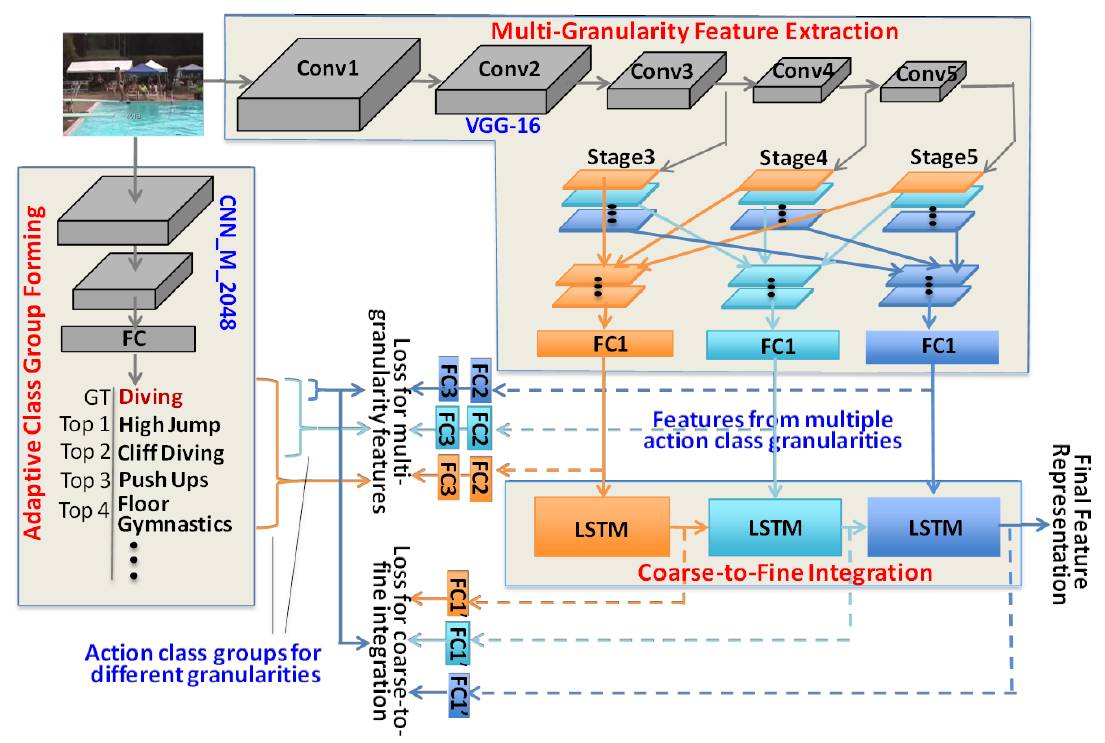 Multi-Granularity Feature Extraction
Conv1
Conv2
Conv3
Conv4
Conv5
VGG-16
Stage3
Stage4
Stage5
FC1
FC1
FC1
Adaptive Class Group Forming
CNN_M_2048
FC
GT Diving
Top 1 High Jump
Top 2 Cliff Diving
Top 3 Push Ups
Top 4 Floor
Gymnastics
Action class groups for
different granularities
Loss for multi-
granularity features
FC3 FC2
FC3 FC2
FC3 FC2
Features from multiple
action class granularities
LSTM
LSTM
LSTM
Coarse-to-Fine Integration
Final Feature
Representation
Loss for coarse-to-
fine integration
FC1'
FC1'
FC1'